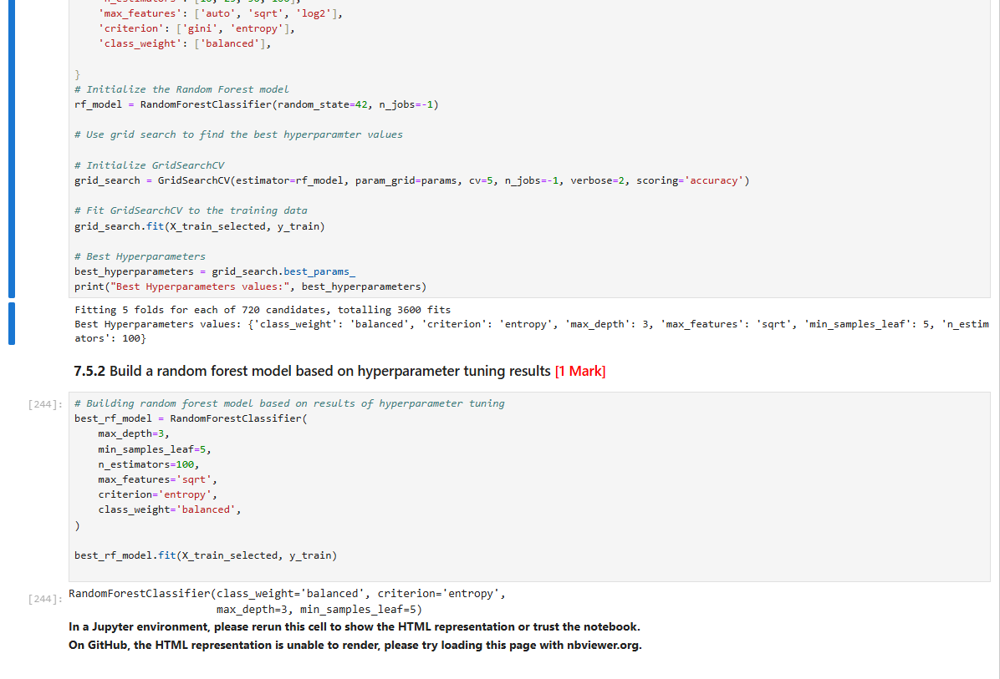 'max_features': ['auto', 'sqrt', 'log2'],
'criterion': ['gini', 'entropy'],
'class_weight': ['balanced'],
}
# Initialize the Random Forest model
rf_model = RandomForestClassifier(random_state=42, n_jobs=-1)
# Use grid search to find the best hyperparamter values
# Initialize GridSearchCV
grid_search = GridSearchCV(estimator=rf_model, param_grid=params, cv=5, n_jobs=-1, verbose=2, scoring='accuracy')
# Fit GridSearchCV to the training data
grid_search.fit(X_train_selected, y_train)
# Best Hyperparameters
best_hyperparameters = grid_search.best_params_
print("Best Hyperparameters values:", best_hyperparameters)
Fitting 5 folds for each of 720 candidates, totalling 3600 fits
Best Hyperparameters values: {'class_weight': 'balanced', 'criterion': 'entropy', 'max_depth': 3, 'max_features': 'sqrt', 'min_samples_leaf': 5, 'n_estim
ators': 100}
7.5.2 Build a random forest model based on hyperparameter tuning results [1 Mark]
[244]: # Building random forest model based on results of hyperparameter tuning
best_rf_model = RandomForestClassifier(
max_depth=3,
min_samples_leaf=5,
n_estimators=100,
max_features='sqrt',
criterion='entropy',
class_weight='balanced',
)
best_rf_model.fit(X_train_selected, y_train)
[244]: RandomForestClassifier(class_weight='balanced', criterion='entropy',
max_depth=3, min_samples_leaf=5)
In a Jupyter environment, please rerun this cell to show the HTML representation or trust the notebook.
On GitHub, the HTML representation is unable to render, please try loading this page with nbviewer.org.